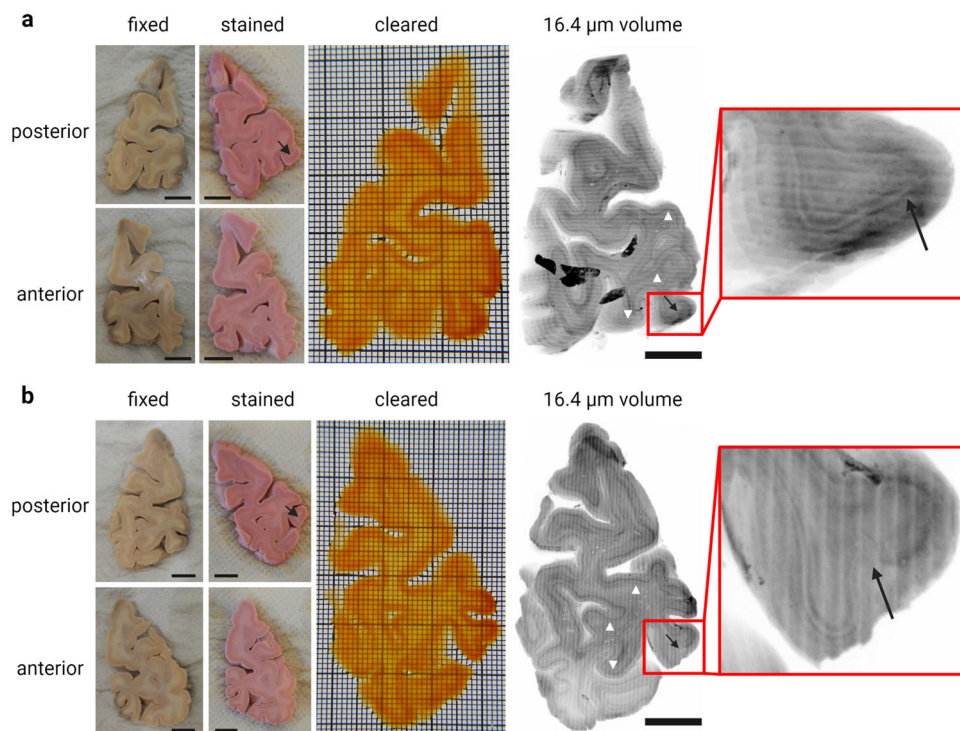 a
fixed stained cleared 16.4 µm volume
posterior
anterior
b
fixed stained cleared 16.4 µm volume
posterior
anterior